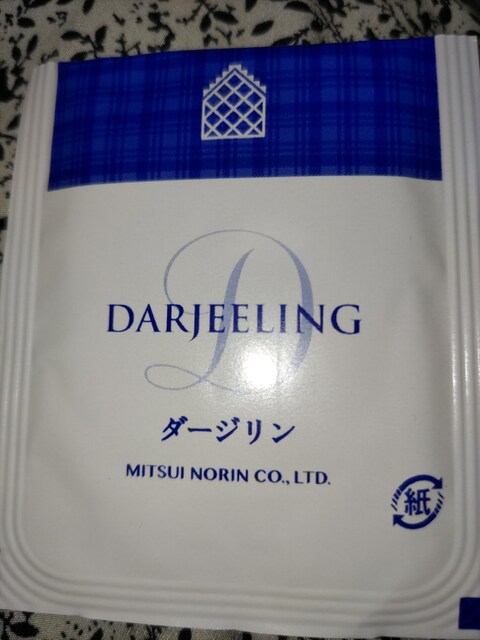 D
DARJEELING
ダージリン
MITSUI NORIN CO., LTD.
紙